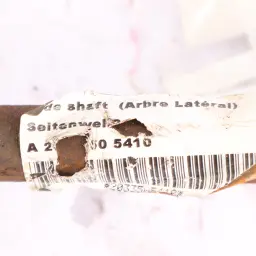 de shaft (Arbre Latéral)
Seitenwel
A 2 50 5410